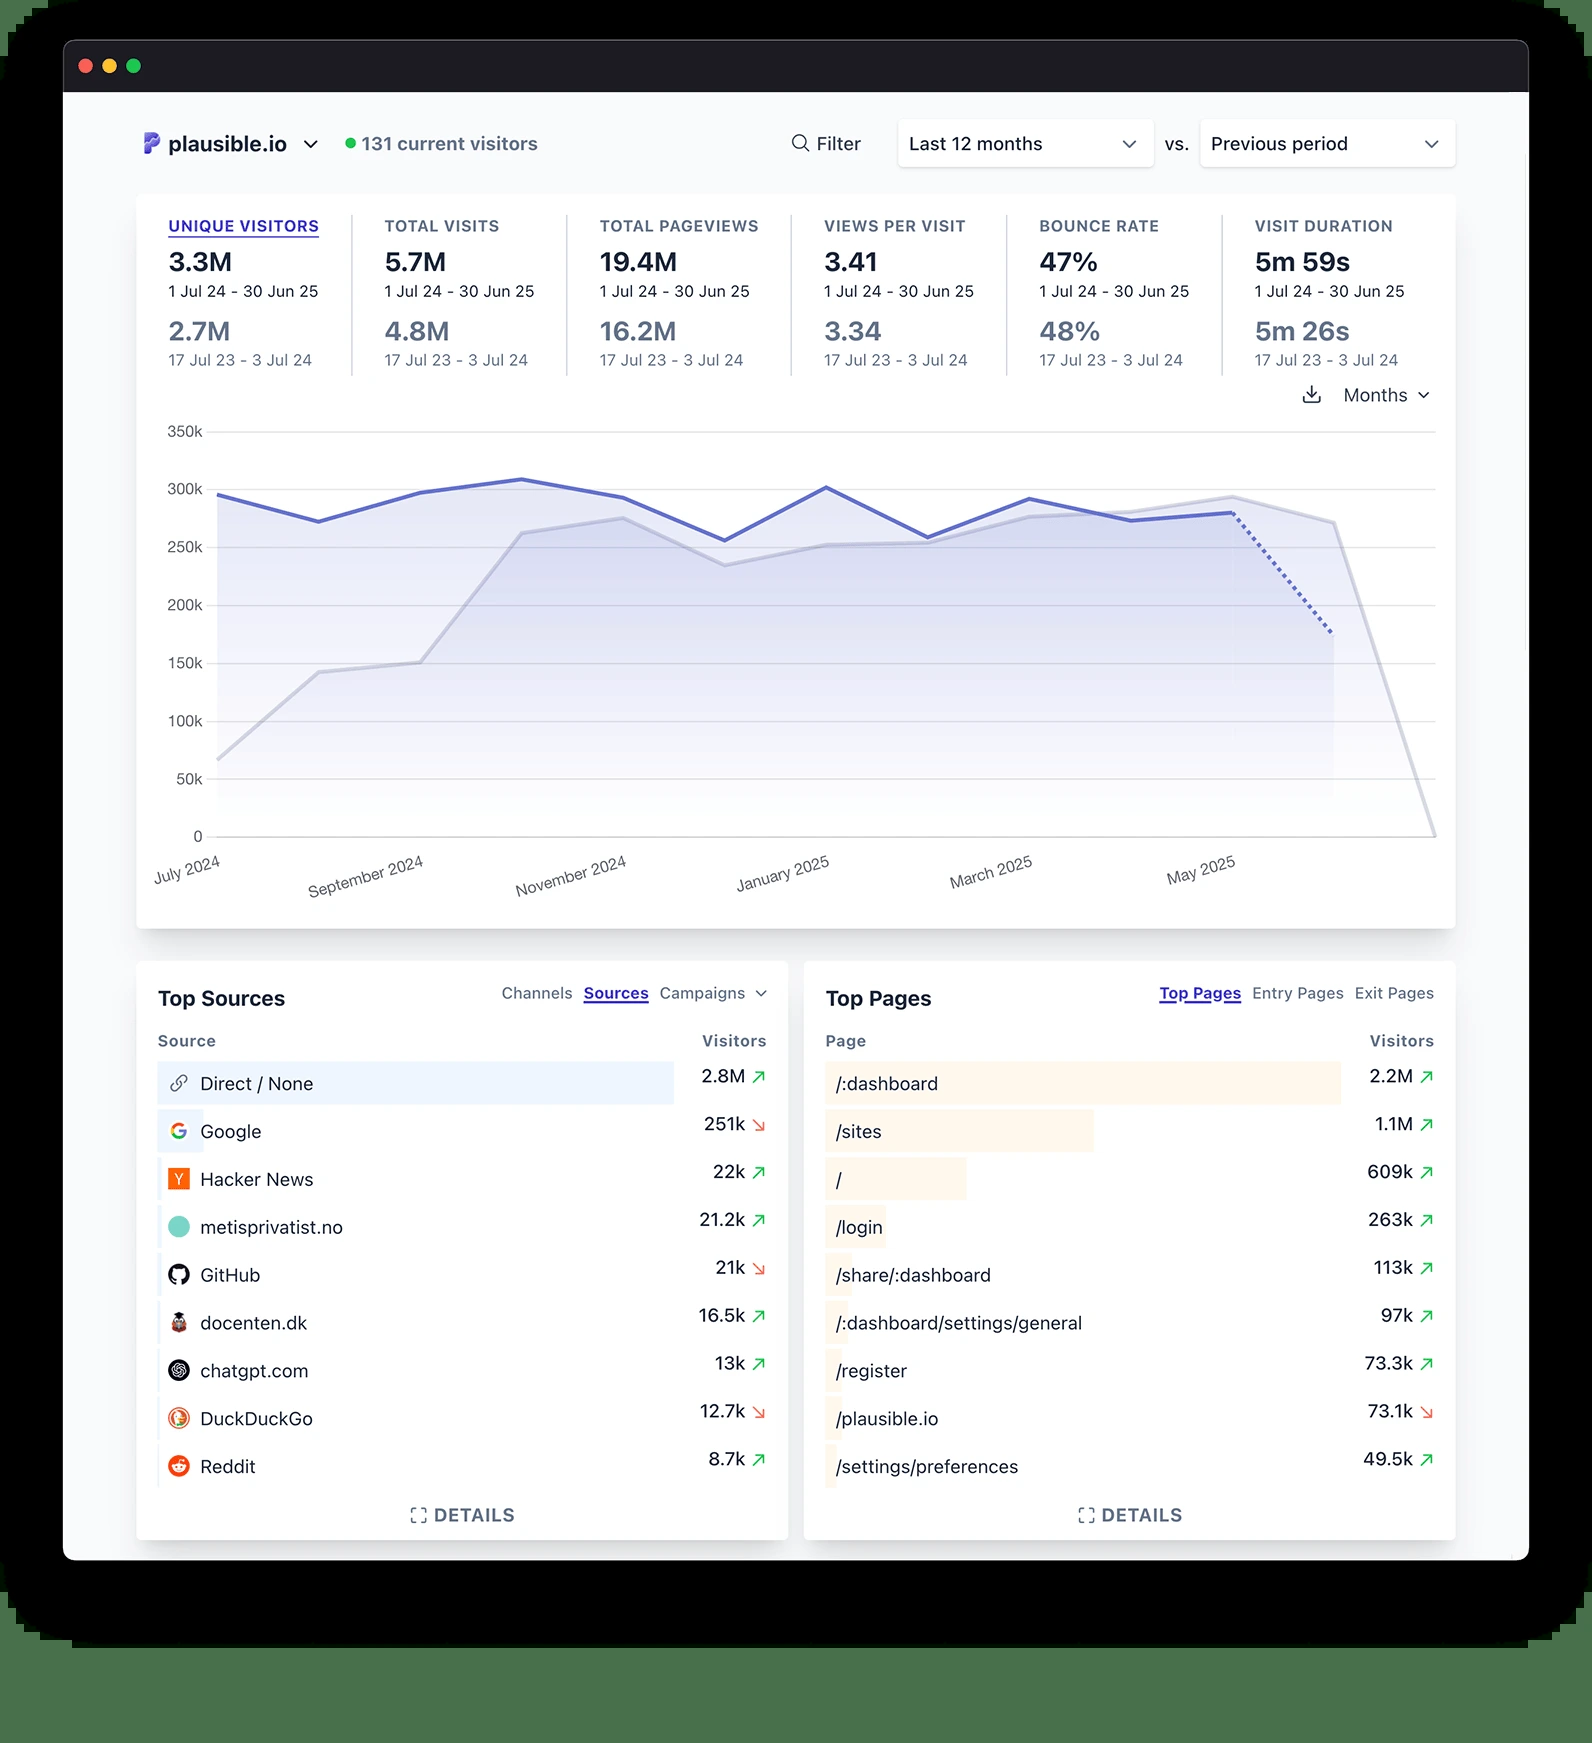 plausible.io
131 current visitors
Filter
Last 12 months
vs.
Previous period
UNIQUE VISITORS
3.3M
1 Jul 24 - 30 Jun 25
2.7M
17 Jul 23 - 3 Jul 24
TOTAL VISITS
5.7M
1 Jul 24 - 30 Jun 25
4.8M
17 Jul 23 - 3 Jul 24
TOTAL PAGEVIEWS
19.4M
1 Jul 24 - 30 Jun 25
16.2M
17 Jul 23 - 3 Jul 24
VIEWS PER VISIT
3.41
1 Jul 24 - 30 Jun 25
3.34
17 Jul 23 - 3 Jul 24
BOUNCE RATE
47%
1 Jul 24 - 30 Jun 25
48%
17 Jul 23 - 3 Jul 24
VISIT DURATION
5m 59s
1 Jul 24 - 30 Jun 25
5m 26s
17 Jul 23 - 3 Jul 24
Months
350k
300k
250k
200k
150k
100k
50k
0
July 2024
September 2024
November 2024
January 2025
March 2025
May 2025
Top Sources
Channels Sources Campaigns
Source Visitors
Direct / None 2.8M
Google 251k
Y Hacker News 22k
metisprivatist.no 21.2k
GitHub 21k
docenten.dk 16.5k
chatgpt.com 13k
DuckDuckGo 12.7k
Reddit 8.7k
DETAILS
Top Pages
Top Pages Entry Pages Exit Pages
Page Visitors
/:dashboard 2.2M
/sites 1.1M
/ 609k
/login 263k
/share/:dashboard 113k
/:dashboard/settings/general 97k
/register 73.3k
/plausible.io 73.1k
/settings/preferences 49.5k
DETAILS